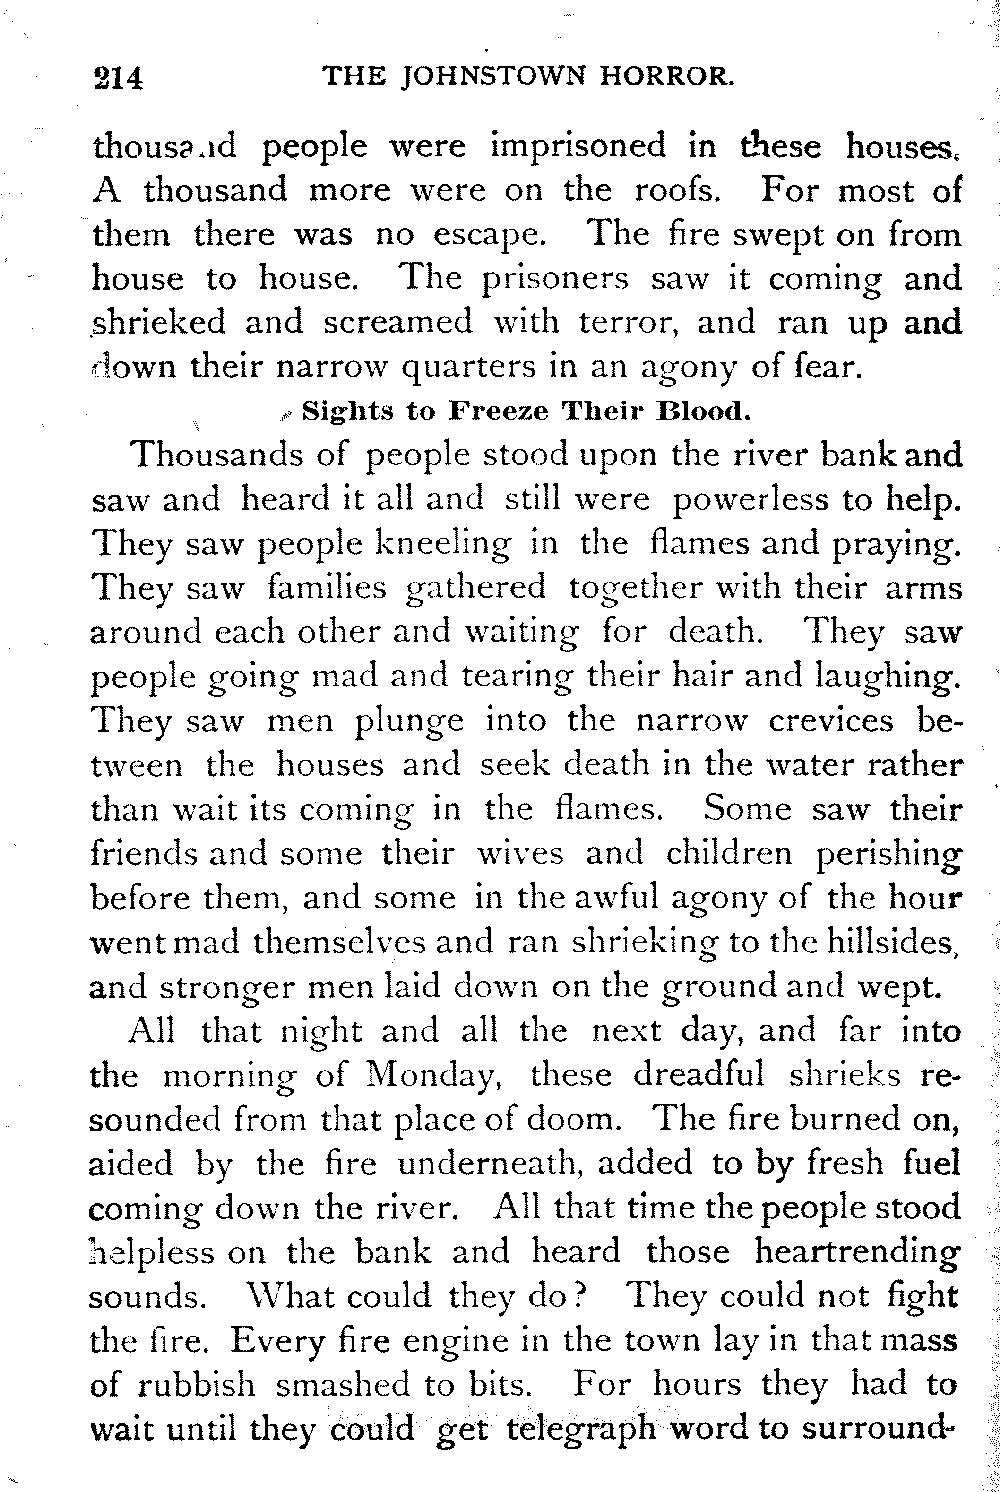 214 THE JOHNSTOWN HORROR.
thousand people were imprisoned in these houses.
A thousand more were on the roofs. For most of
them there was no escape. The fire swept on from
house to house. The prisoners saw it coming and
shrieked and screamed with terror, and ran up and
down their narrow quarters in an agony of fear.
Sights to Freeze Their Blood.
Thousands of people stood upon the river bank and
saw and heard it all and still were powerless to help.
They saw people kneeling in the flames and praying.
They saw families gathered together with their arms
around each other and waiting for death. They saw
people going mad and tearing their hair and laughing.
They saw men plunge into the narrow crevices be-
tween the houses and seek death in the water rather
than wait its coming in the flames. Some saw their
friends and some their wives and children perishing
before them, and some in the awful agony of the hour
went mad themselves and ran shrieking to the hillsides,
and stronger men laid down on the ground and wept.
All that night and all the next day, and far into
the morning of Monday, these dreadful shrieks re-
sounded from that place of doom. The fire burned on,
aided by the fire underneath, added to by fresh fuel
coming down the river. All that time the people stood
helpless on the bank and heard those heartrending
sounds. What could they do? They could not fight
the fire. Every fire engine in the town lay in that mass
of rubbish smashed to bits. For hours they had to
wait until they could get telegraph word to surround-